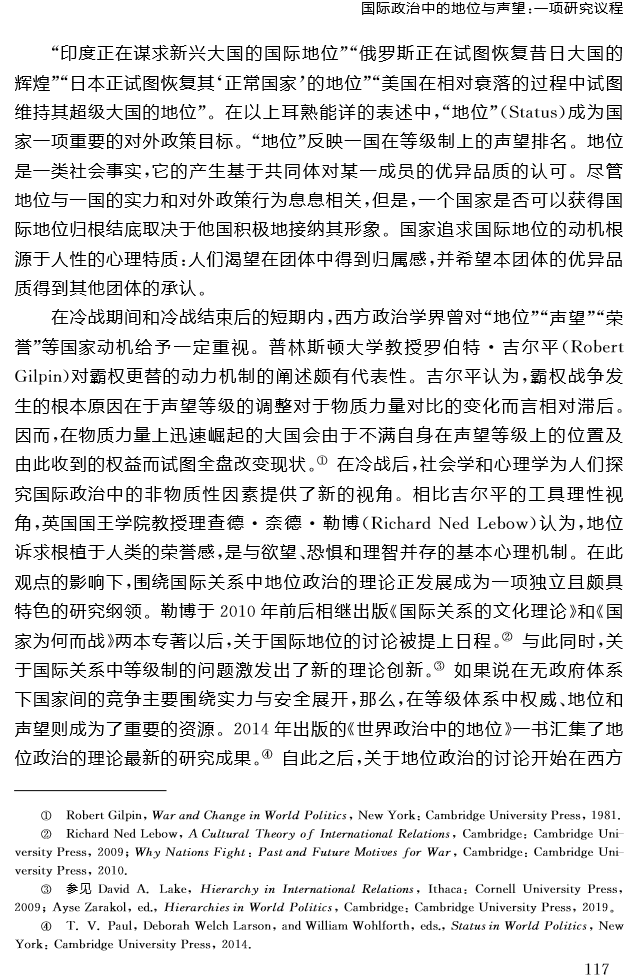 国际政治中的地位与声望:一项研究议程
“印度正在谋求新兴大国的国际地位”“俄罗斯正在试图恢复昔日大国的
辉煌”“日本正试图恢复其‘正常国家’的地位”“美国在相对衰落的过程中试图
维持其超级大国的地位”。在以上耳熟能详的表述中,“地位”(Status)成为国
家一项重要的对外政策目标。“地位”反映一国在等级制上的声望排名。地位
是一类社会事实,它的产生基于共同体对某一成员的优异品质的认可。尽管
地位与一国的实力和对外政策行为息息相关,但是,一个国家是否可以获得国
际地位归根结底取决于他国积极地接纳其形象。国家追求国际地位的动机根
源于人性的心理特质:人们渴望在团体中得到归属感,并希望本团体的优异品
质得到其他团体的承认。
在冷战期间和冷战结束后的短期内,西方政治学界曾对“地位”“声望”“荣
誉”等国家动机给予一定重视。普林斯顿大学教授罗伯特·吉尔平(Robert
Gilpin)对霸权更替的动力机制的阐述颇有代表性。吉尔平认为,霸权战争发
生的根本原因在于声望等级的调整对于物质力量对比的变化而言相对滞后。
因而,在物质力量上迅速崛起的大国会由于不满自身在声望等级上的位置及
由此收到的权益而试图全盘改变现状。① 在冷战后,社会学和心理学为人们探
究国际政治中的非物质性因素提供了新的视角。相比吉尔平的工具理性视
角,英国国王学院教授理查德·奈德·勒博(Richard Ned Lebow)认为,地位
诉求根植于人类的荣誉感,是与欲望、恐惧和理智并存的基本心理机制。在此
观点的影响下,围绕国际关系中地位政治的理论正发展成为一项独立且颇具
特色的研究纲领。勒博于 2010 年前后相继出版《国际关系的文化理论》和《国
家为何而战》两本专著以后,关于国际地位的讨论被提上日程。② 与此同时,关
于国际关系中等级制的问题激发出了新的理论创新。③ 如果说在无政府体系
下国家间的竞争主要围绕实力与安全展开,那么,在等级体系中权威、地位和
声望则成为了重要的资源。2014 年出版的《世界政治中的地位》一书汇集了地
位政治的理论最新的研究成果。④ 自此之后,关于地位政治的讨论开始在西方
① Robert Gilpin, War and Change in World Politics, New York: Cambridge University Press, 1981.
② Richard Ned Lebow, A Cultural Theory of International Relations, Cambridge: Cambridge Uni-
versity Press, 2009; Why Nations Fight: Past and Future Motives for War, Cambridge: Cambridge Uni-
versity Press, 2010.
③ 参见 David A. Lake, Hierarchy in International Relations, Ithaca: Cornell University Press,
2009; Ayse Zarakol, ed., Hierarchies in World Politics, Cambridge: Cambridge University Press, 2019。
④ T. V. Paul, Deborah Welch Larson, and William Wohlforth, eds., Status in World Politics, New
York: Cambridge University Press, 2014.
117